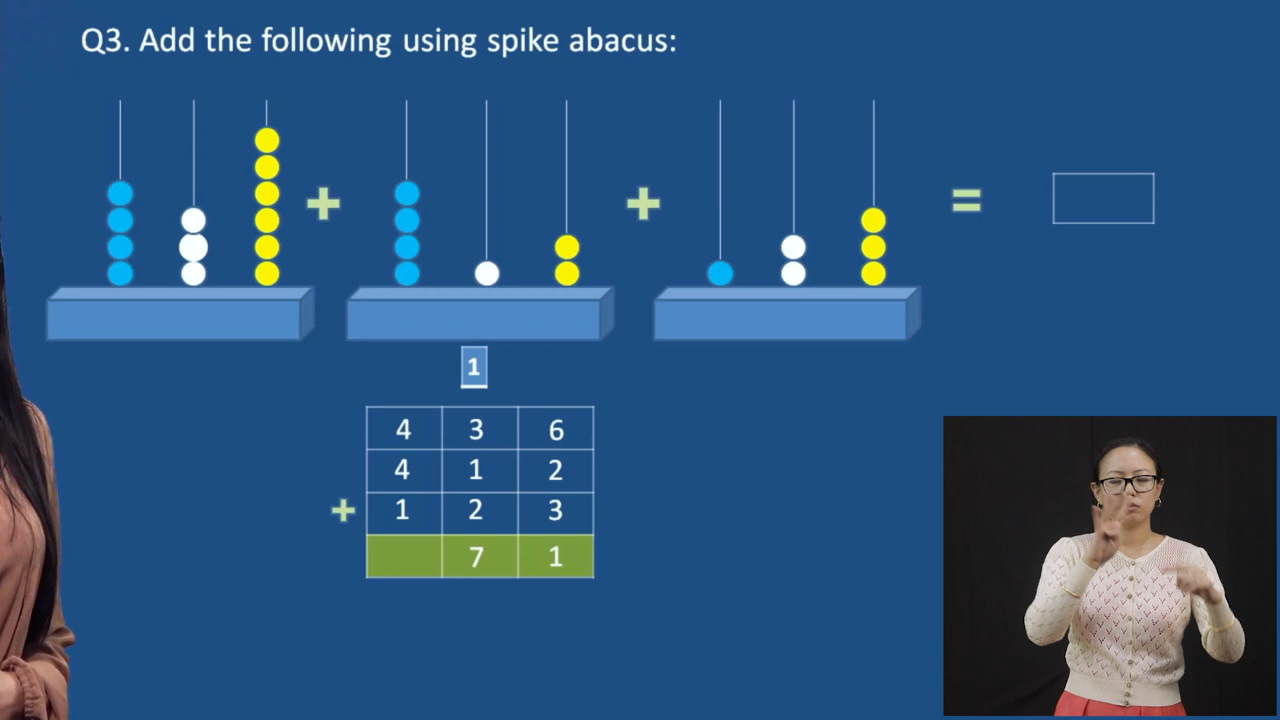 Q3. Add the following using spike abacus:
+ + =
1
4 3 6
4 1 2
+ 1 2 3
7 1